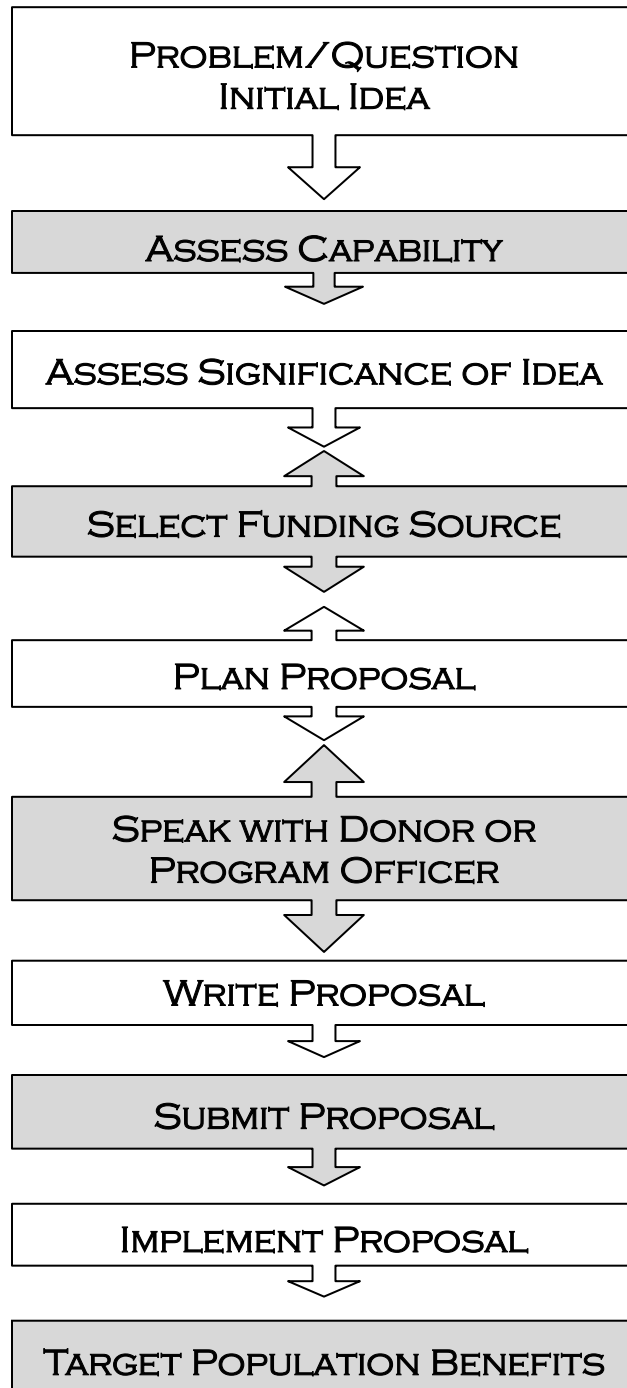 PROBLEM/QUESTION
INITIAL IDEA
ASSESS CAPABILITY
ASSESS SIGNIFICANCE OF IDEA
SELECT FUNDING SOURCE
PLAN PROPOSAL
SPEAK WITH DONOR OR
PROGRAM OFFICER
WRITE PROPOSAL
SUBMIT PROPOSAL
IMPLEMENT PROPOSAL
TARGET POPULATION BENEFITS